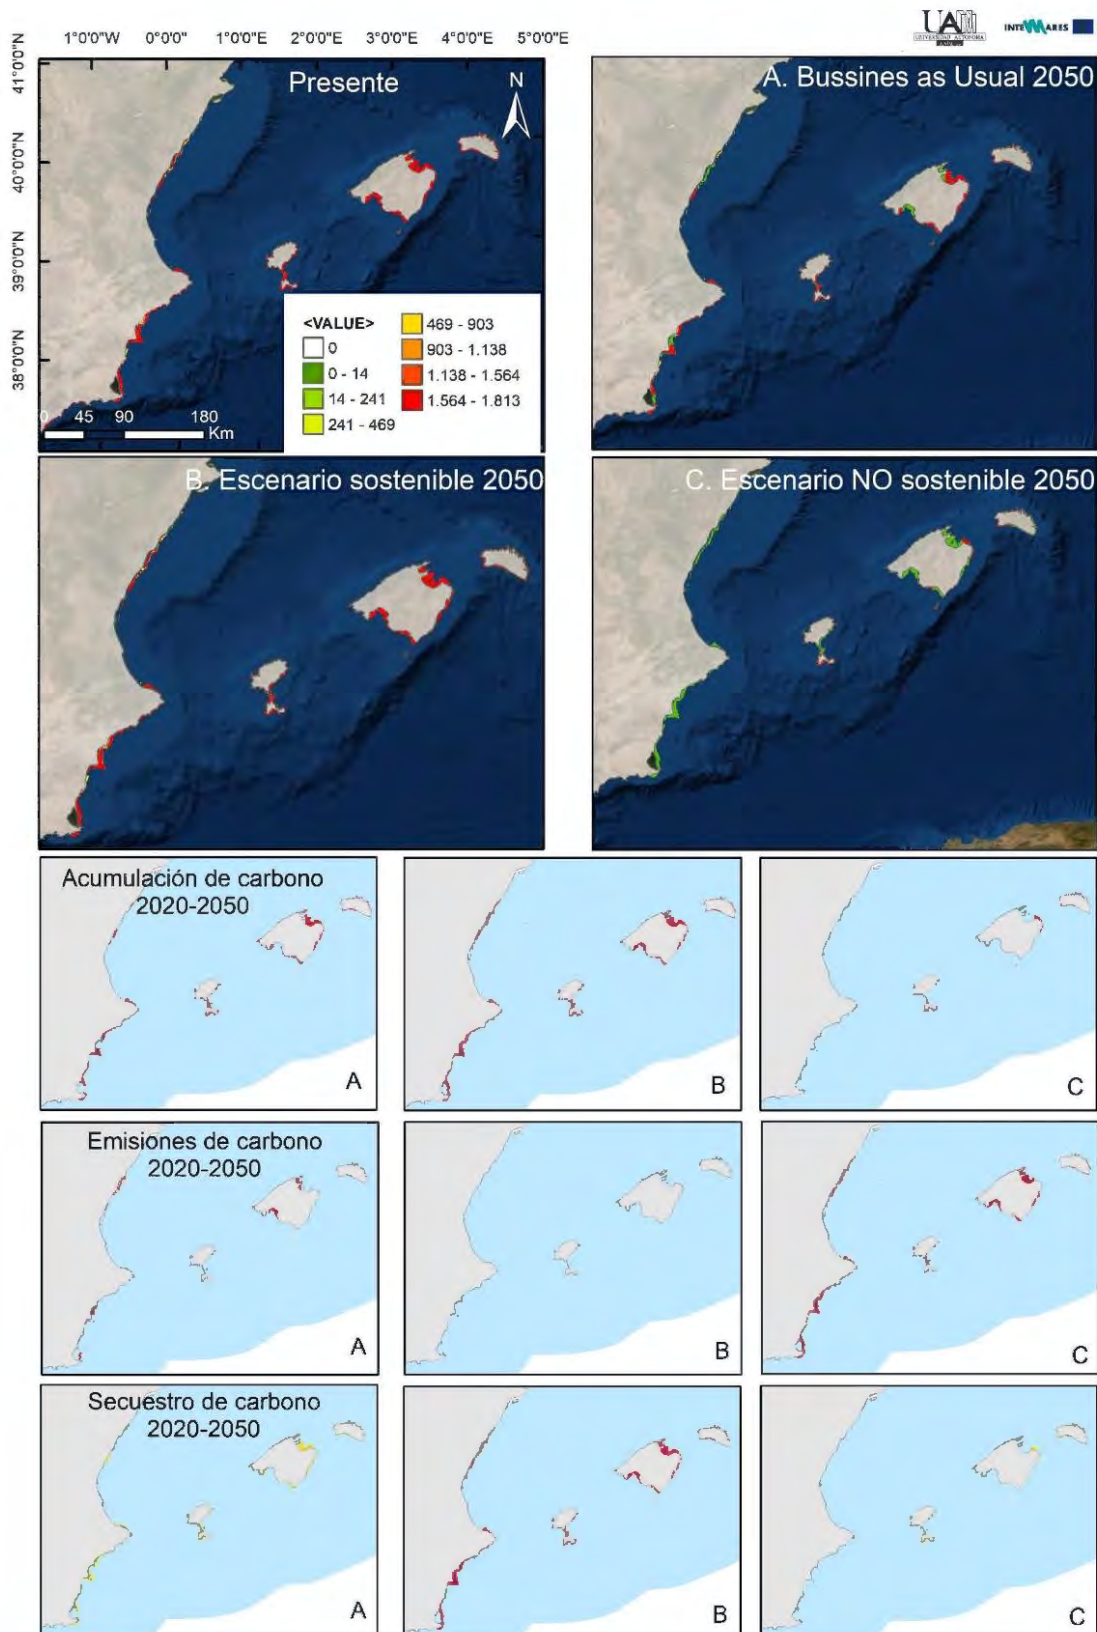 UAM
UNIVERSIDAD AUTONOMA
INTEMARES
1°0'0"W 0°0'0" 1°0'0"E 2°0'0"E 3°0'0"E 4°0'0"E 5°0'0"E
41°0'0"N
40°0'0"N
39°0'0"N
38°0'0"N
Presente
N
<VALUE>
0
0 - 14
14 - 241
241 - 469
469 - 903
903 - 1.138
1.138 - 1.564
1.564 - 1.813
0 45 90 180
Km
A. Bussines as Usual 2050
B. Escenario sostenible 2050
C. Escenario NO sostenible 2050
Acumulación de carbono
2020-2050
A
B
C
Emisiones de carbono
2020-2050
A
B
C
Secuestro de carbono
2020-2050
A
B
C